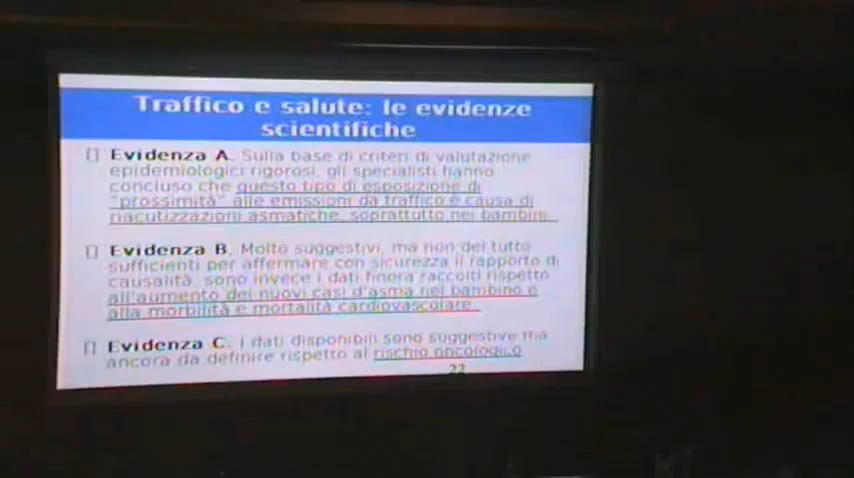 Traffico e salute: le evidenze
scientifiche
Evidenza A. Sulla base di criteri di valutazione
epidemiologici rigorosi, gli specialisti hanno
concluso che questo tipo di esposizione di
"prossimità" alle emissioni da traffico è causa di
riacutizzazioni asmatiche, soprattutto nei bambini.
Evidenza B. Molto suggestivi, ma non del tutto
sufficienti per affermare con sicurezza il rapporto di
causalità, sono invece i dati finora raccolti rispetto
all'aumento dei nuovi casi d'asma nel bambino e
alla morbilità e mortalità cardiovascolare.
Evidenza C. I dati disponibili sono suggestive ma
ancora da definire rispetto al rischio oncologico
22